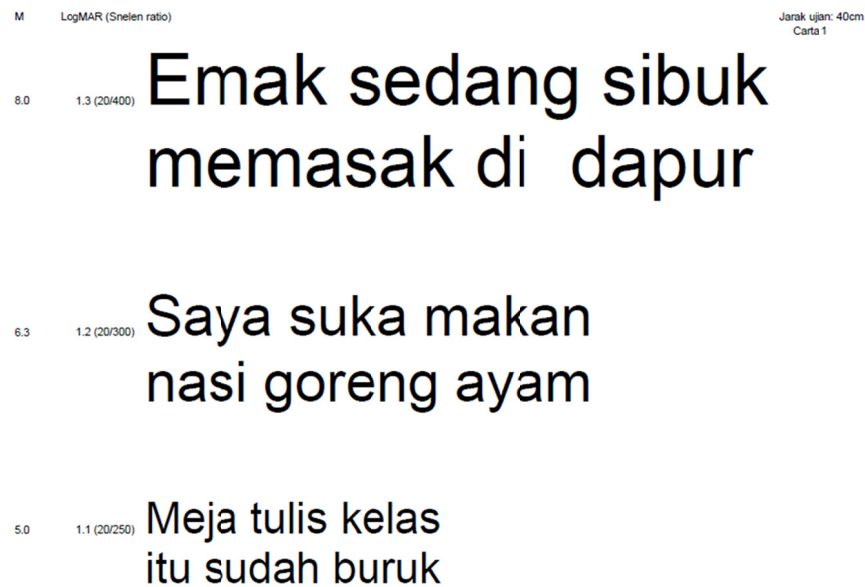 M LogMAR (Snelen ratio) Jarak ujian: 40cm
Carta 1
8.0 1.3 (20/400) Emak sedang sibuk
memasak di dapur
6.3 1.2 (20/300) Saya suka makan
nasi goreng ayam
5.0 1.1 (20/250) Meja tulis kelas
itu sudah buruk